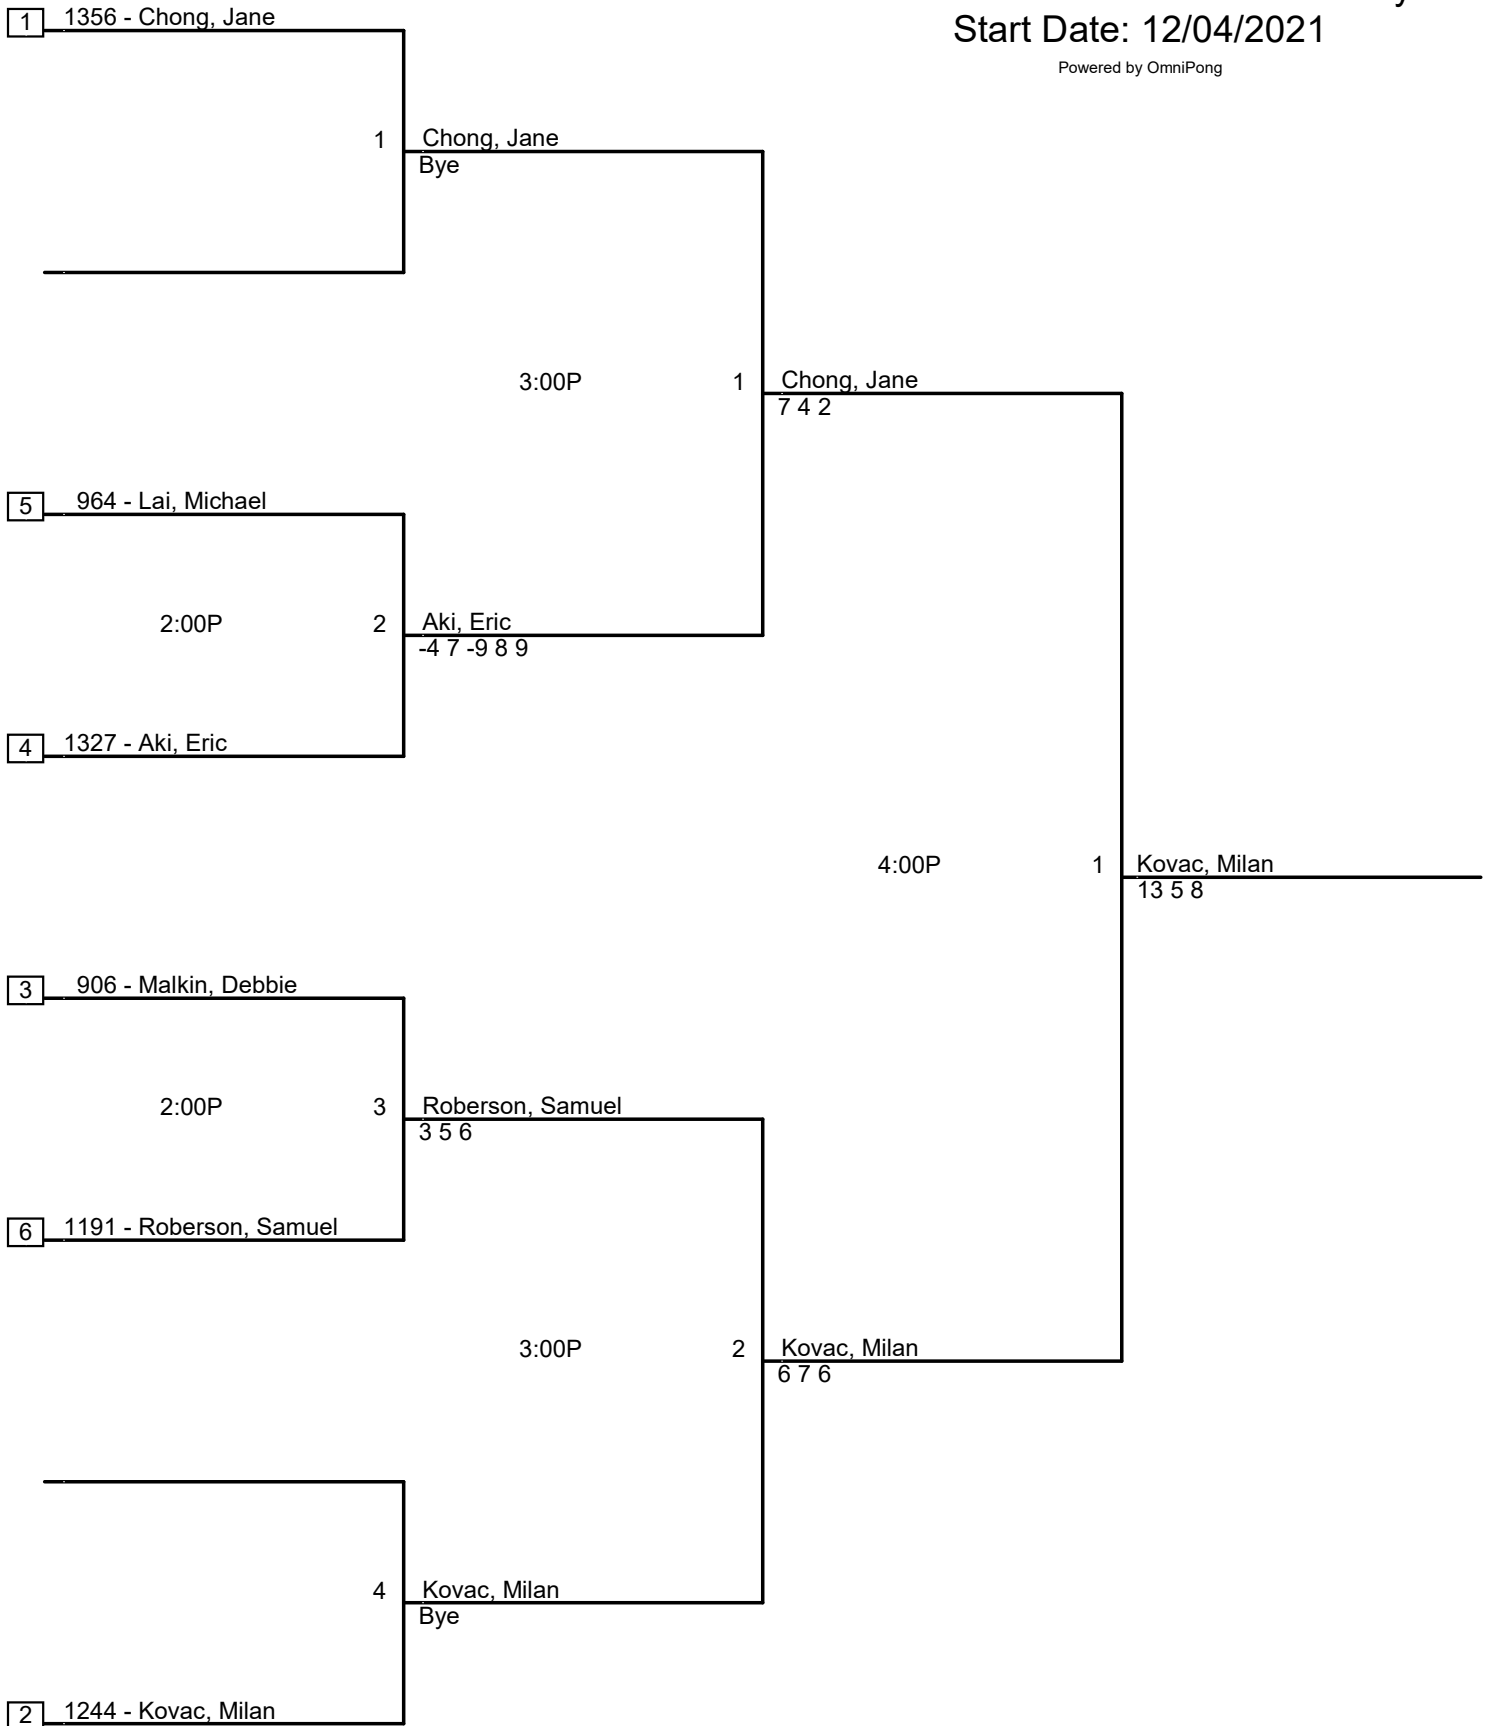 1 1356 - Chong, Jane
Start Date: 12/04/2021
Powered by OmniPong
1 Chong, Jane
Bye
3:00P 1 Chong, Jane
7 4 2
5 964 - Lai, Michael
2:00P 2 Aki, Eric
-4 7 -9 8 9
4 1327 - Aki, Eric
4:00P 1 Kovac, Milan
13 5 8
3 906 - Malkin, Debbie
2:00P 3 Roberson, Samuel
3 5 6
6 1191 - Roberson, Samuel
3:00P 2 Kovac, Milan
6 7 6
4 Kovac, Milan
Bye
2 1244 - Kovac, Milan